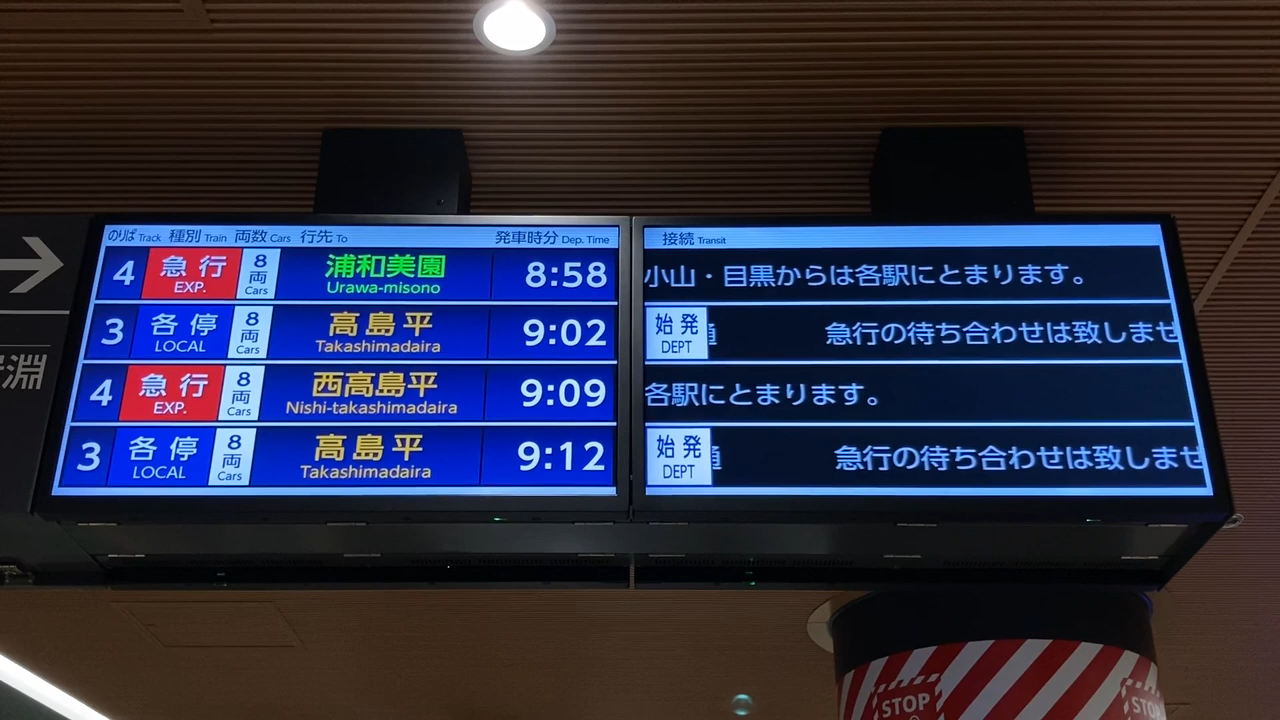 のりば Track 種別 Train 両数 Cars 行先 To 発車時分 Dep. Time
4 急行 EXP. 8両 Cars 浦和美園 Urawa-misono 8:58
3 各停 LOCAL 8両 Cars 高島平 Takashimadaira 9:02
4 急行 EXP. 8両 Cars 西高島平 Nishi-takashimadaira 9:09
3 各停 LOCAL 8両 Cars 高島平 Takashimadaira 9:12
接続 Transit
小山・目黒からは各駅にとまります。
始発 DEPT 急行の待ち合わせは致しませ
各駅にとまります。
始発 DEPT 急行の待ち合わせは致しませ
淵
STOP
STOP